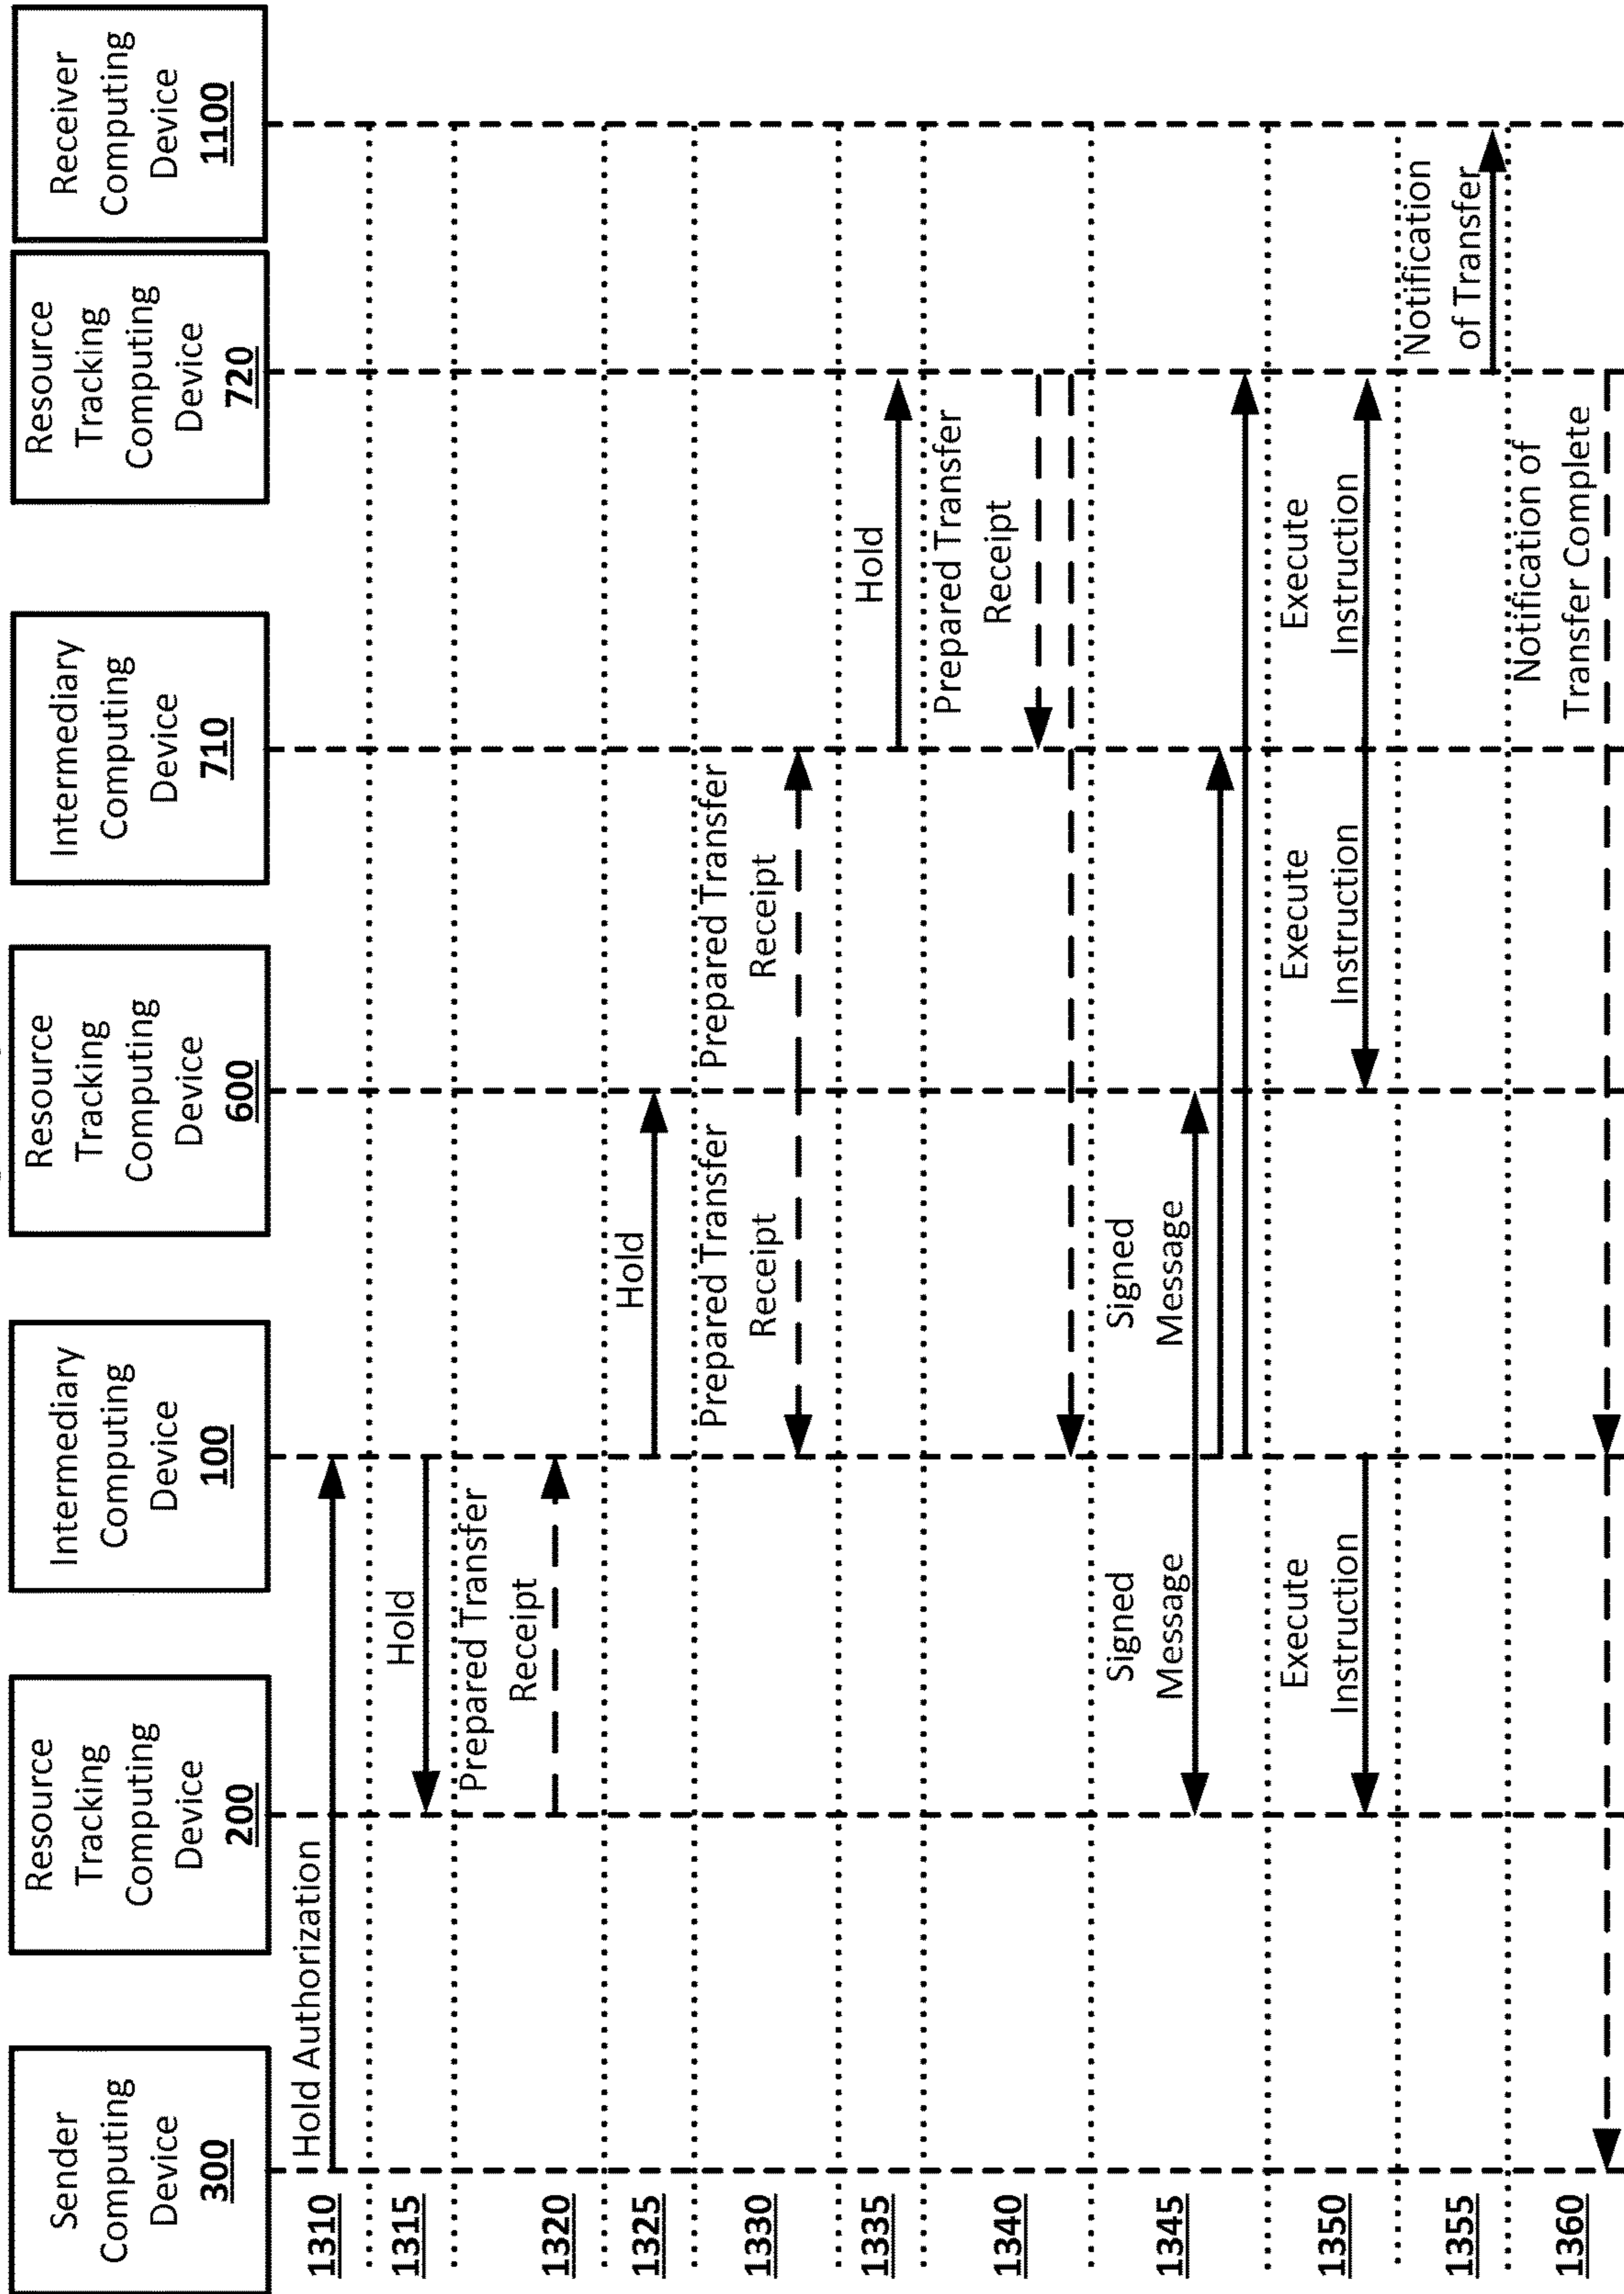 Sender
Computing
Device
300
Resource
Tracking
Computing
Device
200
Intermediary
Computing
Device
100
Resource
Tracking
Computing
Device
600
Intermediary
Computing
Device
710
Resource
Tracking
Computing
Device
720
Receiver
Computing
Device
1100
1310
Hold Authorization
1315
Hold
1320
Prepared Transfer
Receipt
1325
Hold
1330
Prepared Transfer
Receipt
Prepared Transfer
Receipt
1335
Hold
1340
Prepared Transfer
Receipt
1345
Signed
Message
Signed
Message
1350
Execute
Instruction
Execute
Instruction
Execute
Instruction
1355
Notification
of Transfer
1360
Notification of
Transfer Complete